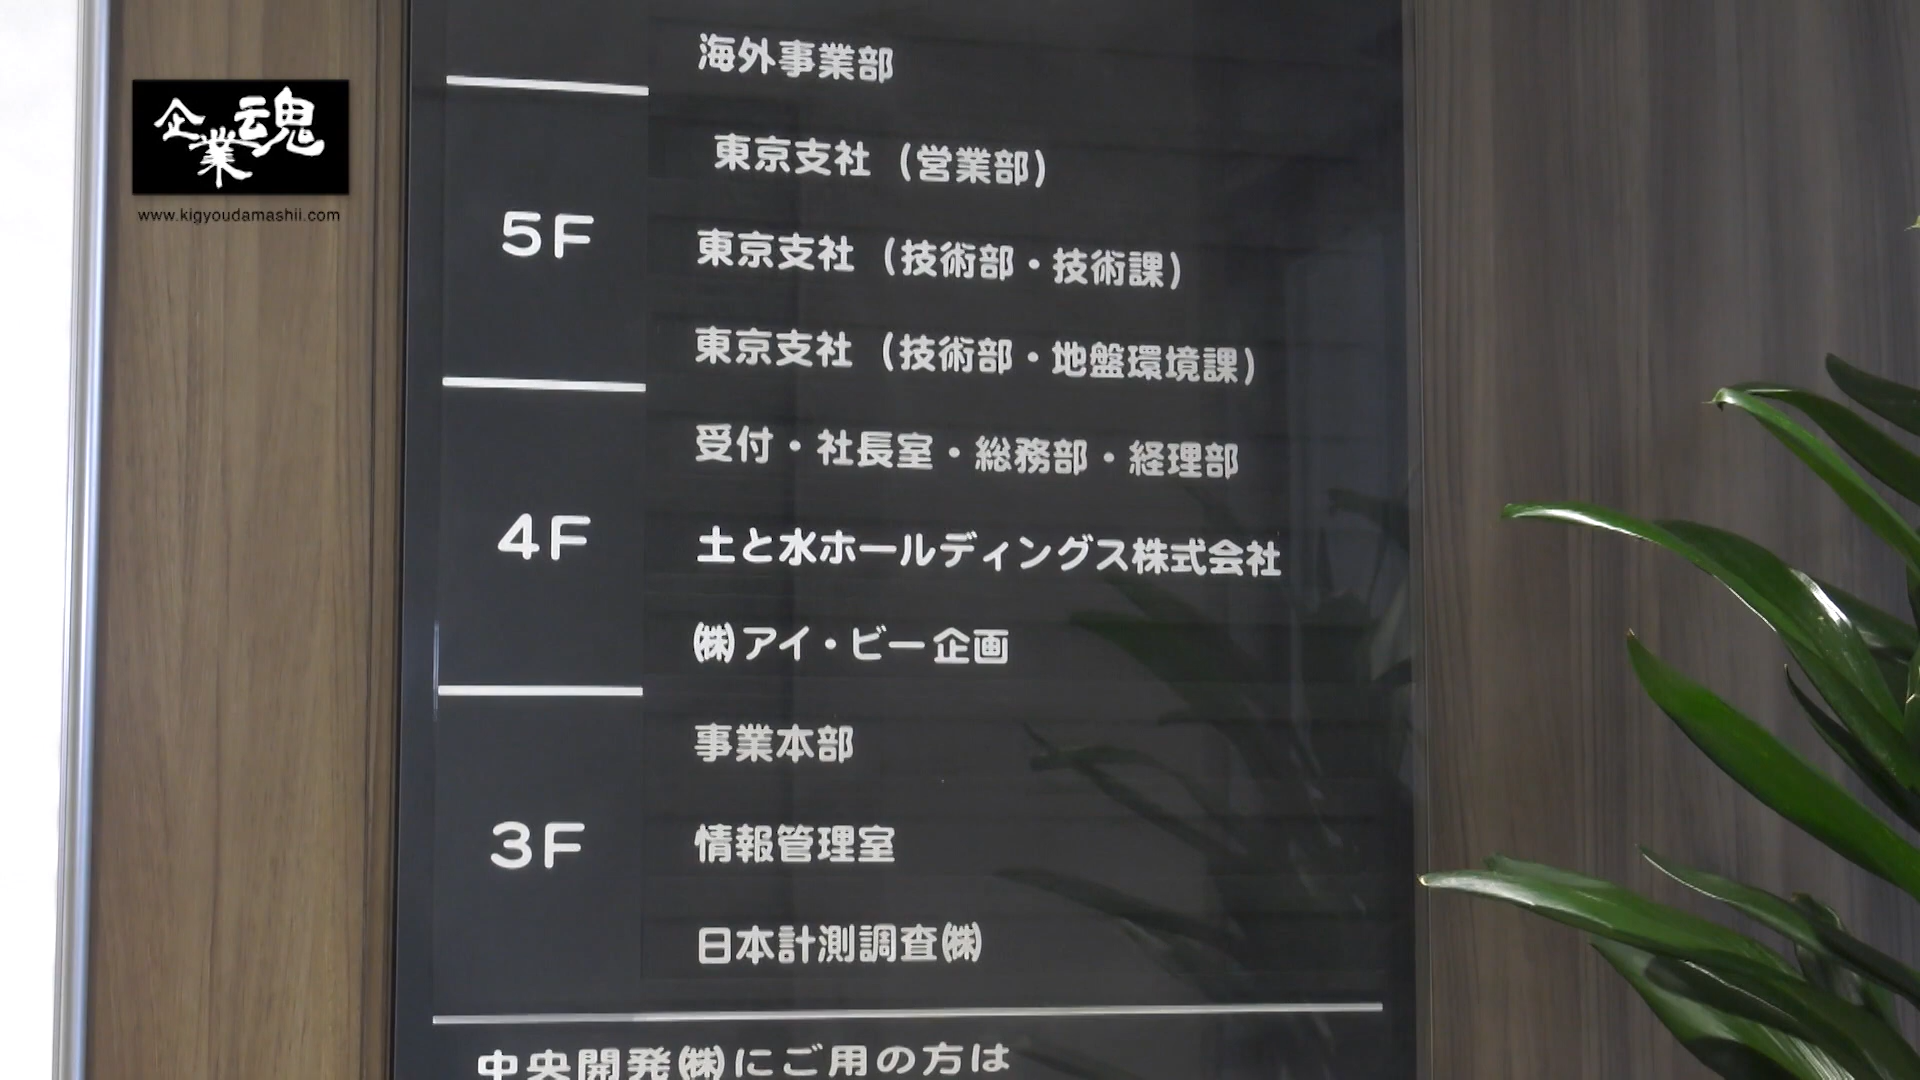 企業魂
www.kigyoudamashii.com
海外事業部
5F
東京支社（営業部）
東京支社（技術部・技術課）
東京支社（技術部・地盤環境課）
4F
受付・社長室・総務部・経理部
土と水ホールディングス株式会社
㈱アイ・ビー企画
3F
事業本部
情報管理室
日本計測調査㈱
中央開発㈱にご用の方は